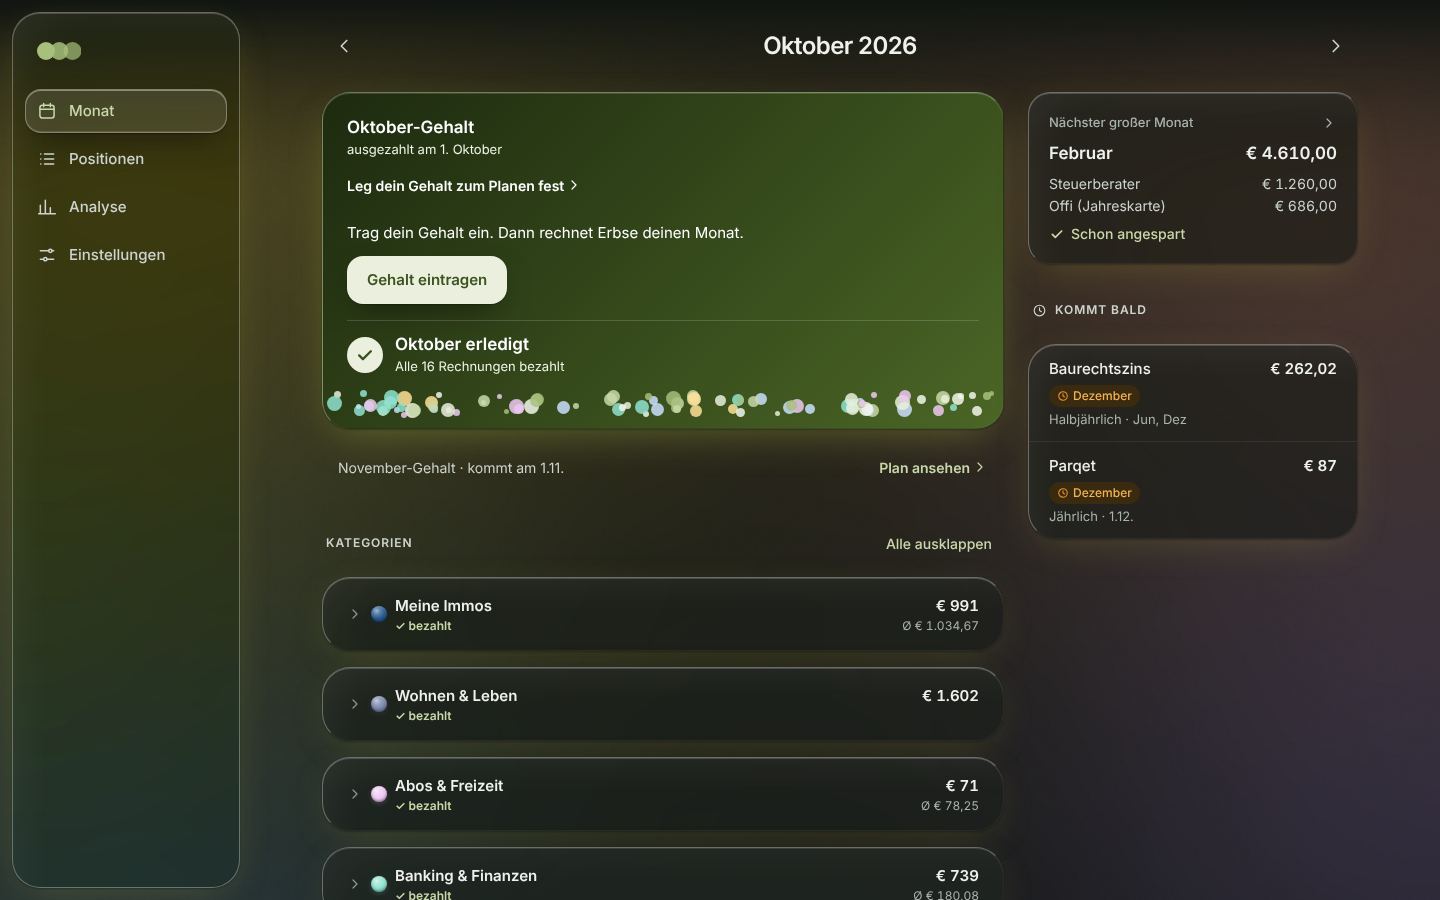 Monat
Positionen
Analyse
Einstellungen
Oktober 2026
Oktober-Gehalt
ausgezahlt am 1. Oktober
Leg dein Gehalt zum Planen fest
Trag dein Gehalt ein. Dann rechnet Erbse deinen Monat.
Gehalt eintragen
Oktober erledigt
Alle 16 Rechnungen bezahlt
November-Gehalt · kommt am 1.11.
Plan ansehen
KATEGORIEN
Alle ausklappen
Meine Immos
€ 991
✓ bezahlt
Ø € 1.034,67
Wohnen & Leben
€ 1.602
✓ bezahlt
Abos & Freizeit
€ 71
✓ bezahlt
Ø € 78,25
Banking & Finanzen
€ 739
✓ bezahlt
Ø € 180,08
Nächster großer Monat
Februar
€ 4.610,00
Steuerberater
€ 1.260,00
Offi (Jahreskarte)
€ 686,00
Schon angespart
KOMMT BALD
Baurechtszins
€ 262,02
Dezember
Halbjährlich · Jun, Dez
Parqet
€ 87
Dezember
Jährlich · 1.12.